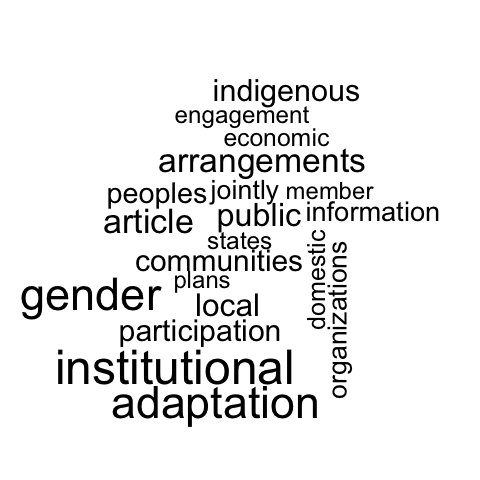 indigenous
engagement
economic
arrangements
peoples jointly member
article public information
states
communities
plans
gender local
participation
institutional
adaptation
domestic
organizations